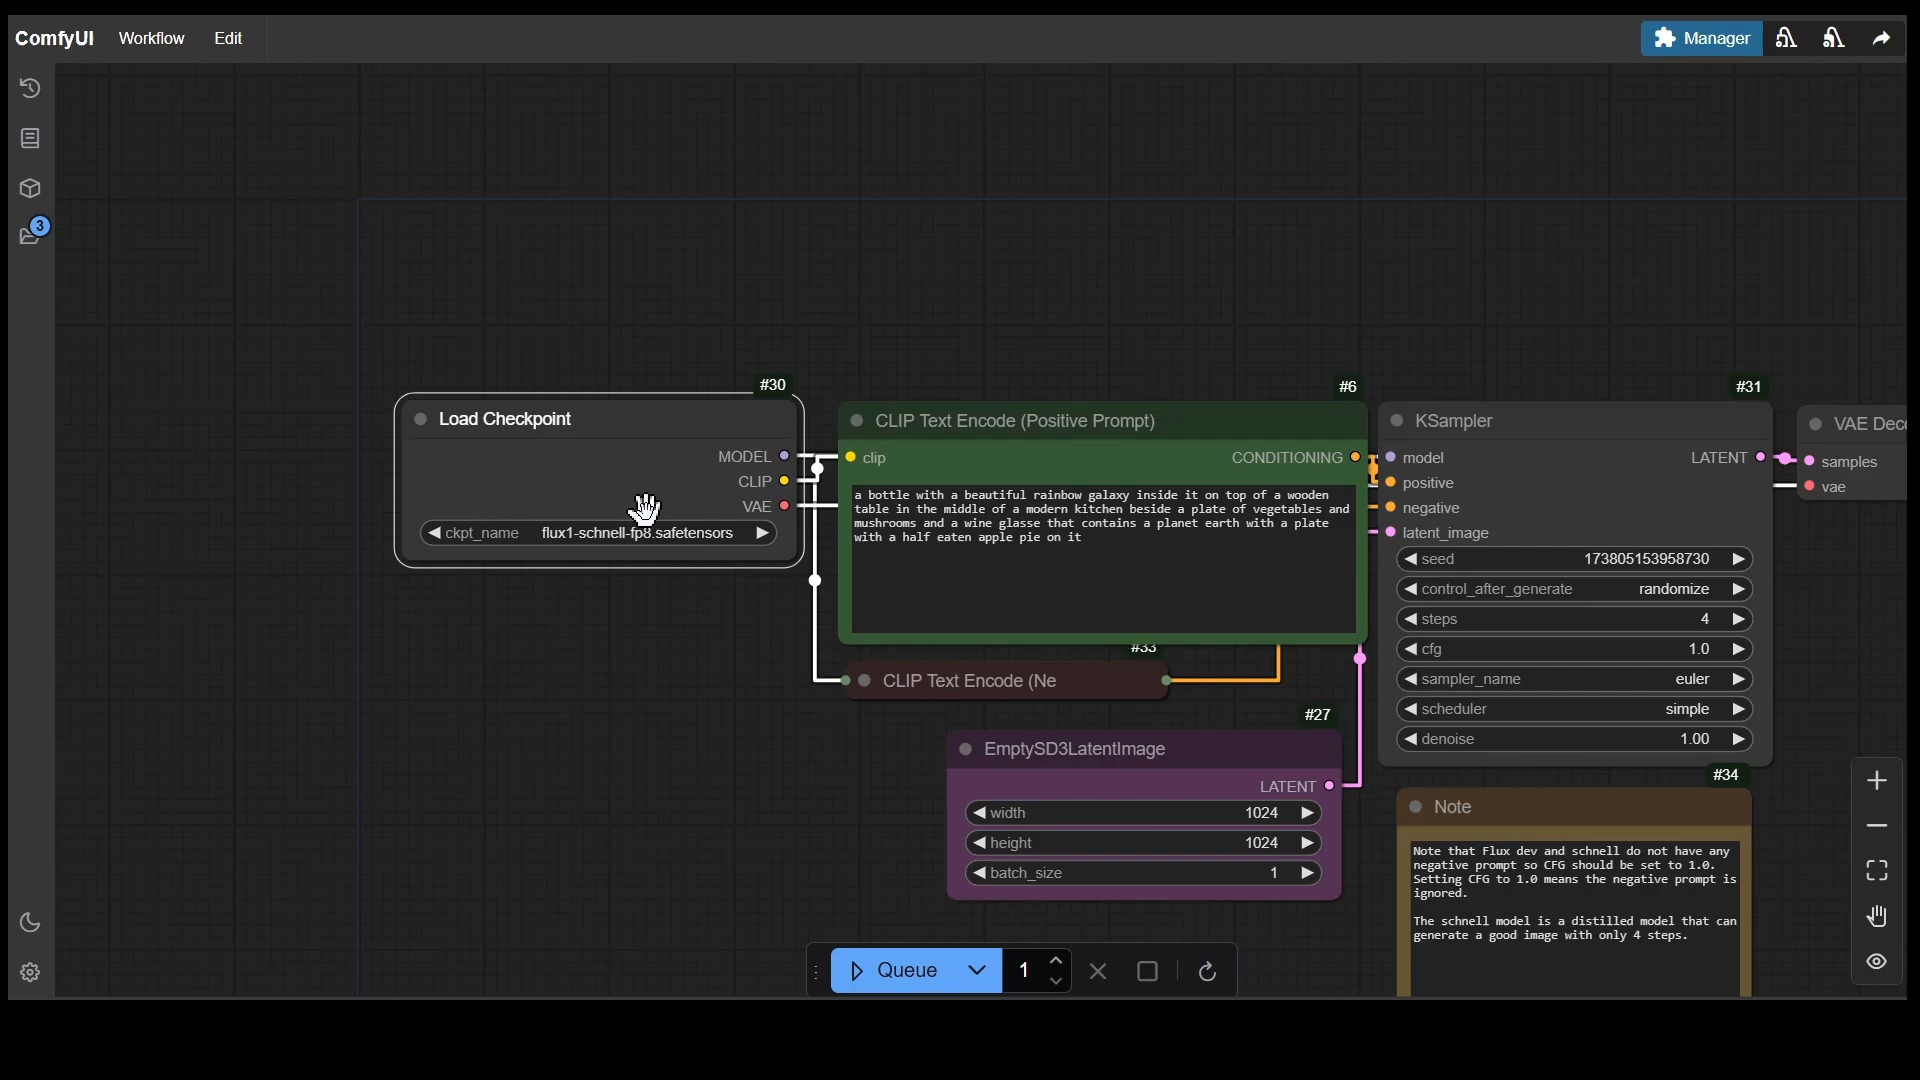 ComfyUI Workflow Edit Manager
3
#30 #6 #31
Load Checkpoint
MODEL
CLIP
VAE
ckpt_name flux1-schnell-fp8.safetensors
CLIP Text Encode (Positive Prompt)
clip CONDITIONING
a bottle with a beautiful rainbow galaxy inside it on top of a wooden
table in the middle of a modern kitchen beside a plate of vegetables and
mushrooms and a wine glasse that contains a planet earth with a plate
with a half eaten apple pie on it
#33
CLIP Text Encode (Ne
#27
EmptySD3LatentImage
LATENT
width 1024
height 1024
batch_size 1
KSampler
model LATENT
positive
negative
latent_image
seed 173805153958730
control_after_generate randomize
steps 4
cfg 1.0
sampler_name euler
scheduler simple
denoise 1.00
VAE Deco
samples
vae
#34
Note
Note that Flux dev and schnell do not have any
negative prompt so CFG should be set to 1.0.
Setting CFG to 1.0 means the negative prompt is
ignored.
The schnell model is a distilled model that can
generate a good image with only 4 steps.
Queue 1